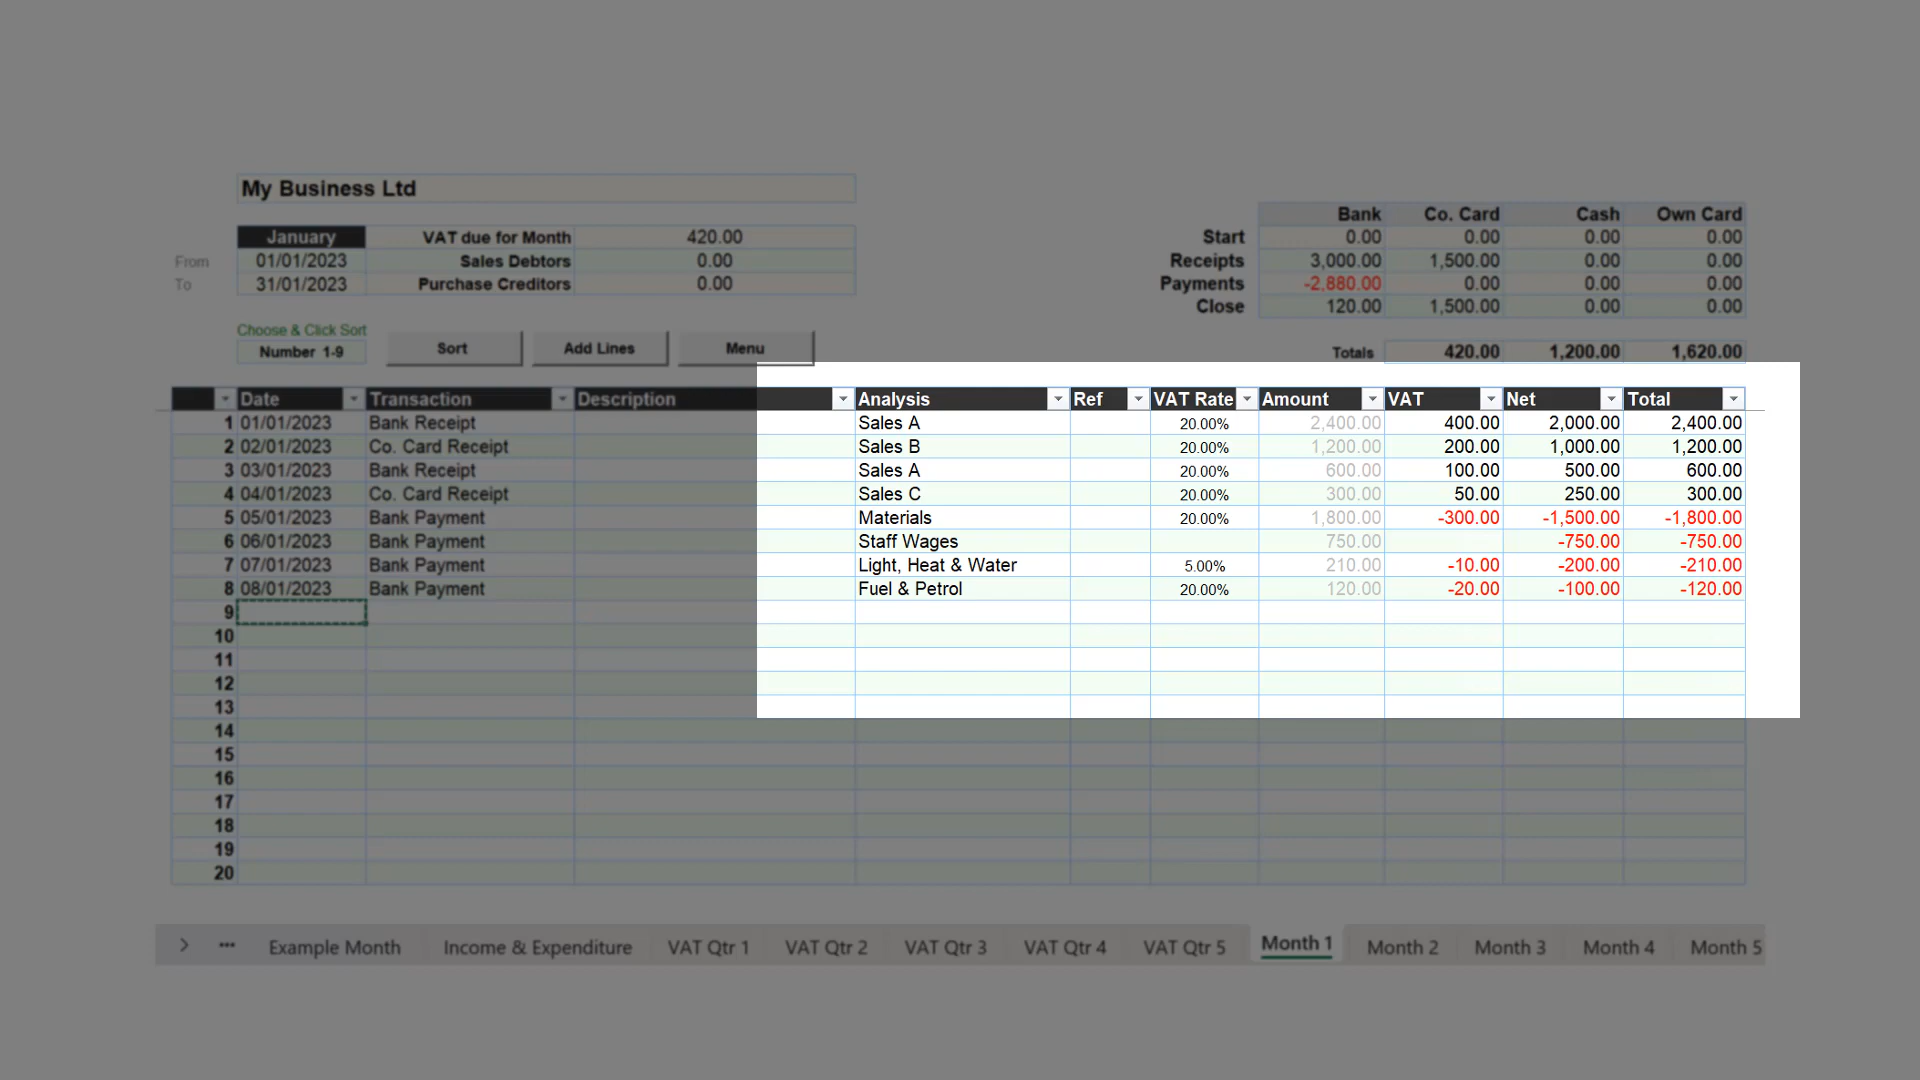 My Business Ltd
Bank Co. Card Cash Own Card
January VAT due for Month 420.00 Start 0.00 0.00 0.00 0.00
From 01/01/2023 Sales Debtors 0.00 Receipts 3,000.00 1,500.00 0.00 0.00
To 31/01/2023 Purchase Creditors 0.00 Payments -2,880.00 0.00 0.00 0.00
Close 120.00 1,500.00 0.00 0.00
Choose & Click Sort
Number 1-9 Sort Add Lines Menu Totals 420.00 1,200.00 1,620.00
Date Transaction Description Analysis Ref VAT Rate Amount VAT Net Total
1 01/01/2023 Bank Receipt Sales A 20.00% 2,400.00 400.00 2,000.00 2,400.00
2 02/01/2023 Co. Card Receipt Sales B 20.00% 1,200.00 200.00 1,000.00 1,200.00
3 03/01/2023 Bank Receipt Sales A 20.00% 600.00 100.00 500.00 600.00
4 04/01/2023 Co. Card Receipt Sales C 20.00% 300.00 50.00 250.00 300.00
5 05/01/2023 Bank Payment Materials 20.00% 1,800.00 -300.00 -1,500.00 -1,800.00
6 06/01/2023 Bank Payment Staff Wages 750.00 -750.00 -750.00
7 07/01/2023 Bank Payment Light, Heat & Water 5.00% 210.00 -10.00 -200.00 -210.00
8 08/01/2023 Bank Payment Fuel & Petrol 20.00% 120.00 -20.00 -100.00 -120.00
9
10
11
12
13
14
15
16
17
18
19
20
Example Month Income & Expenditure VAT Qtr 1 VAT Qtr 2 VAT Qtr 3 VAT Qtr 4 VAT Qtr 5 Month 1 Month 2 Month 3 Month 4 Month 5